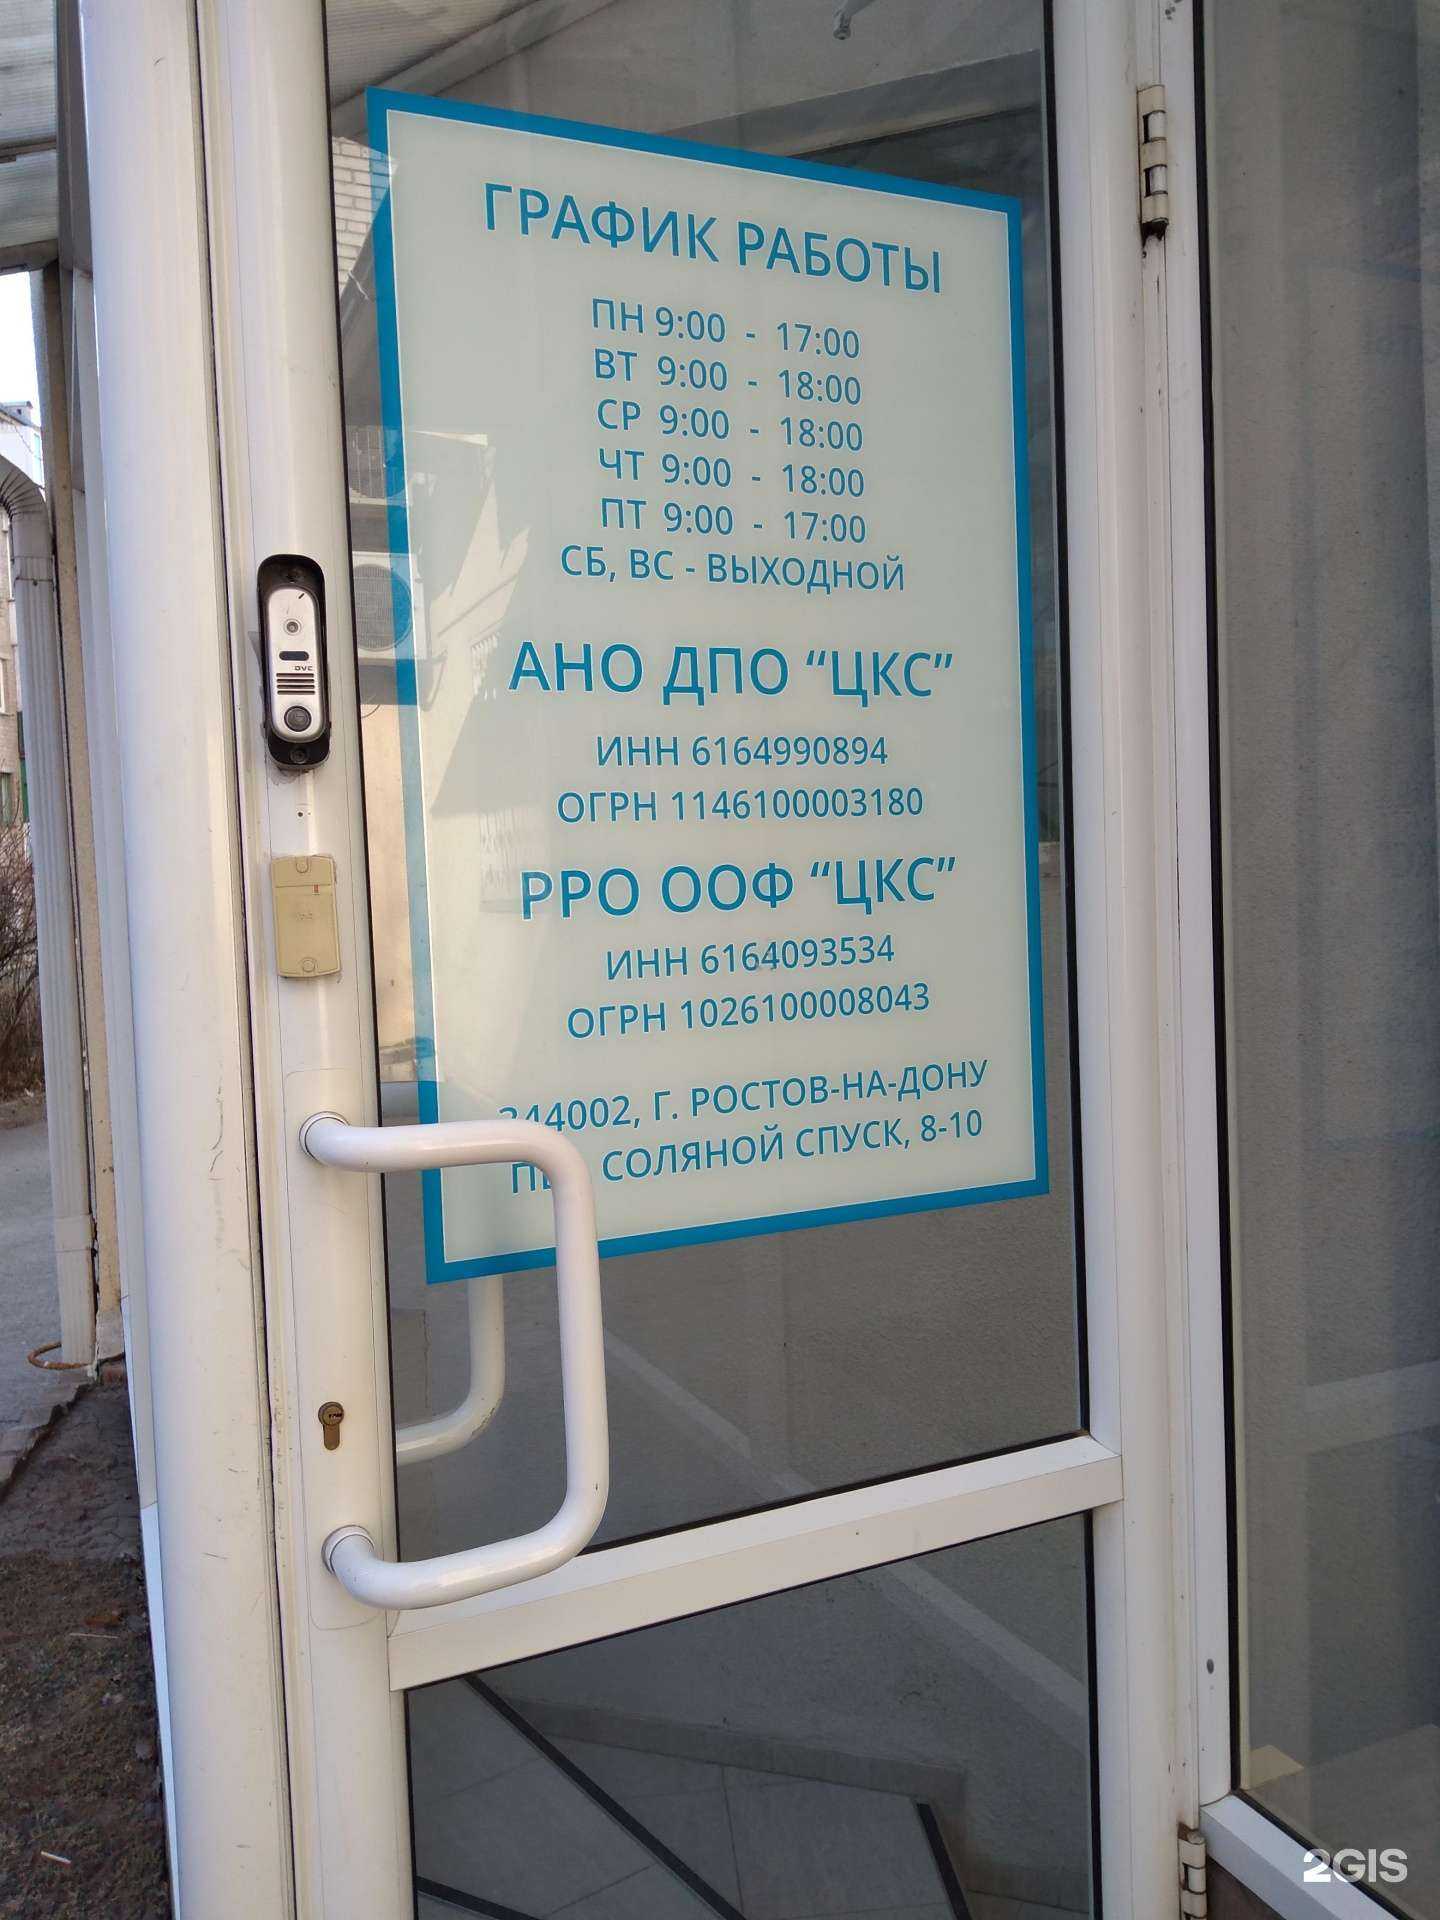 ГРАФИК РАБОТЫ
ПН 9:00 - 17:00
ВТ 9:00 - 18:00
СР 9:00 - 18:00
ЧТ 9:00 - 18:00
ПТ 9:00 - 17:00
СБ, ВС - ВЫХОДНОЙ
АНО ДПО “ЦКС”
ИНН 6164990894
ОГРН 1146100003180
РРО ООФ “ЦКС”
ИНН 6164093534
ОГРН 1026100008043
344002, Г. РОСТОВ-НА-ДОНУ
СОЛЯНОЙ СПУСК, 8-10
DVC
2GIS